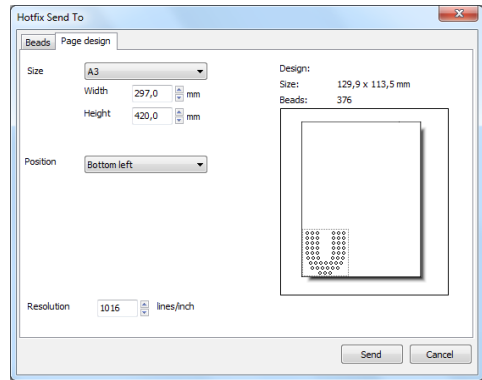 Hotfix Send To
Beads Page design
Size A3
Width 297,0 mm
Height 420,0 mm
Position Bottom left
Resolution 1016 lines/inch
Design:
Size: 129,9 x 113,5 mm
Beads: 376
Send Cancel